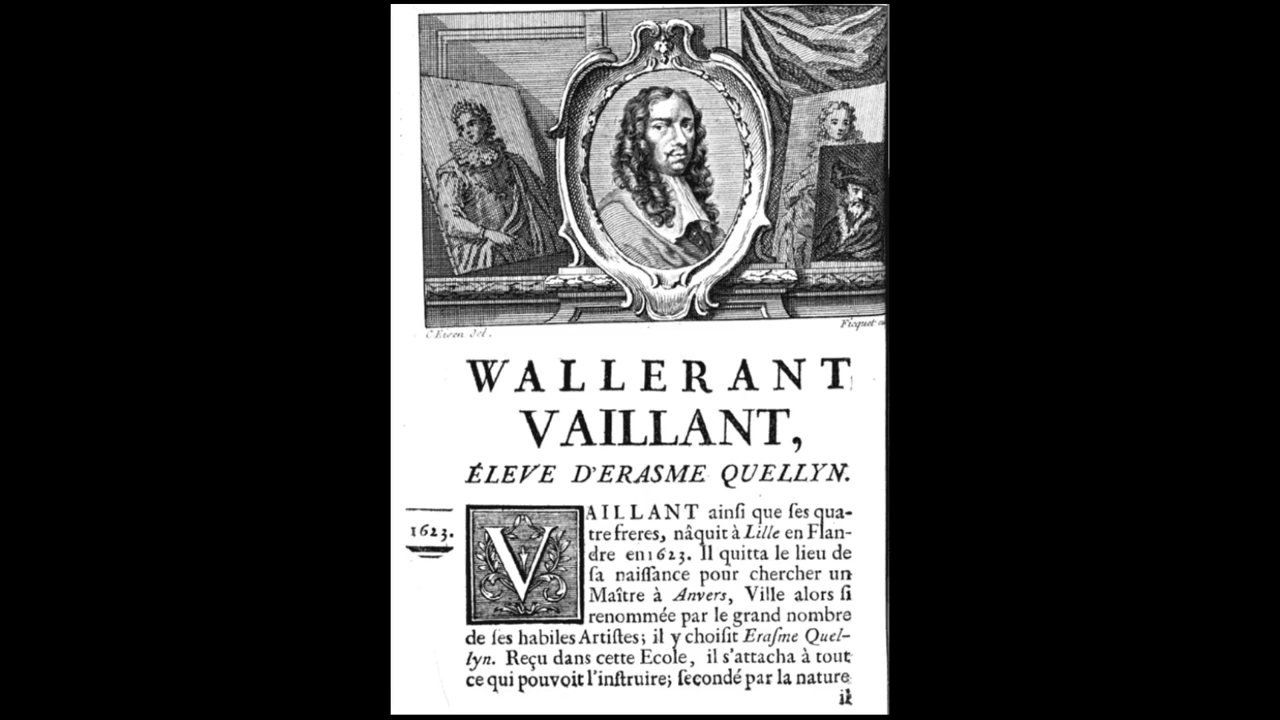 C. Eisen del.
Ficquet
WALLERANT
VAILLANT,
ÉLEVE D'ERASME QUELLYN.
1623.
VAILLANT ainſi que ſes qua-
tre freres, nâquit à Lille en Flan-
dre en 1623. Il quitta le lieu de
ſa naiſſance pour chercher un
Maître à Anvers, Ville alors ſi
renommée par le grand nombre
de ſes habiles Artiſtes; il y choiſit Eraſme Quel-
lyn. Reçu dans cette Ecole, il s'attacha à tout
ce qui pouvoit l'inſtruire; ſecondé par la nature
il